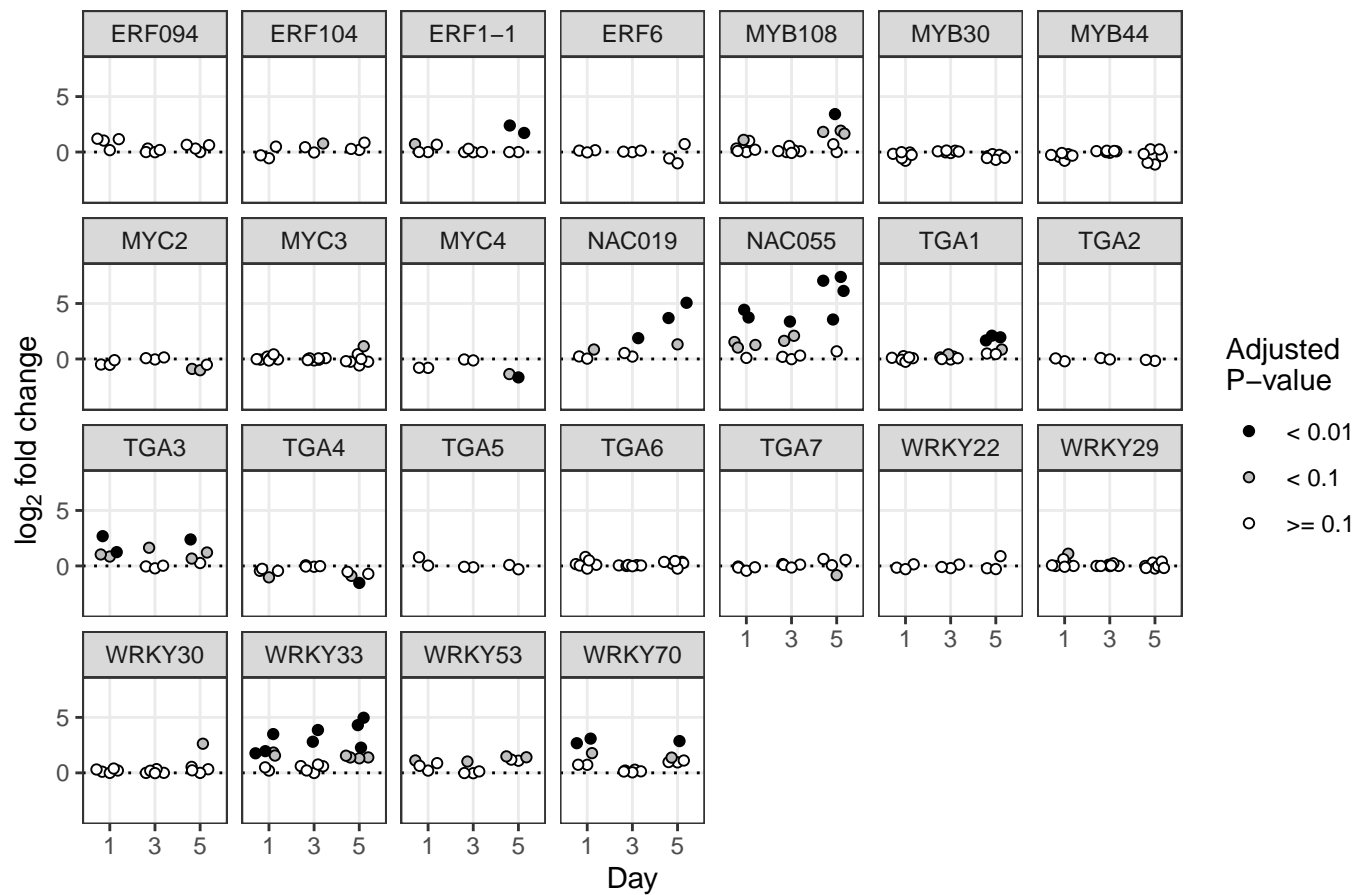 ERF094 ERF104 ERF1−1 ERF6 MYB108 MYB30 MYB44
5
0
MYC2 MYC3 MYC4 NAC019 NAC055 TGA1 TGA2
5
0
TGA3 TGA4 TGA5 TGA6 TGA7 WRKY22 WRKY29
5
0
1 3 5 1 3 5 1 3 5
WRKY30 WRKY33 WRKY53 WRKY70
5
0
1 3 5 1 3 5 1 3 5 1 3 5
Day
log2 fold change
Adjusted
P−value
< 0.01
< 0.1
>= 0.1